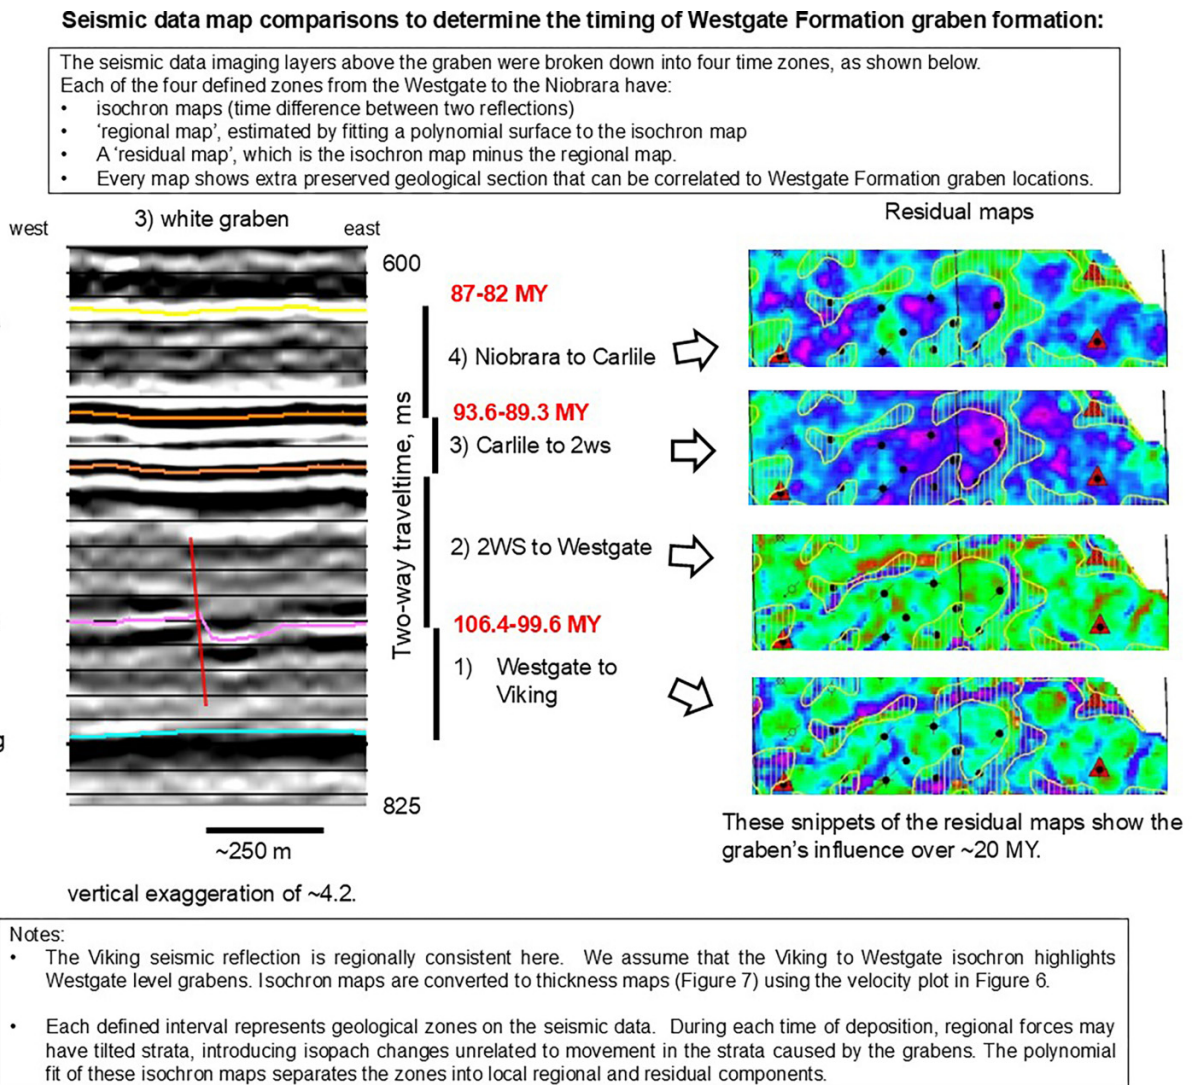 Seismic data map comparisons to determine the timing of Westgate Formation graben formation:
The seismic data imaging layers above the graben were broken down into four time zones, as shown below.
Each of the four defined zones from the Westgate to the Niobrara have:
• isochron maps (time difference between two reflections)
• ‘regional map’, estimated by fitting a polynomial surface to the isochron map
• A ‘residual map’, which is the isochron map minus the regional map.
• Every map shows extra preserved geological section that can be correlated to Westgate Formation graben locations.
west
3) white graben
east
Residual maps
600
87-82 MY
4) Niobrara to Carlile
93.6-89.3 MY
3) Carlile to 2ws
Two-way traveltime, ms
2) 2WS to Westgate
106.4-99.6 MY
1) Westgate to
Viking
g
825
~250 m
vertical exaggeration of ~4.2.
These snippets of the residual maps show the
graben’s influence over ~20 MY.
Notes:
• The Viking seismic reflection is regionally consistent here. We assume that the Viking to Westgate isochron highlights
Westgate level grabens. Isochron maps are converted to thickness maps (Figure 7) using the velocity plot in Figure 6.
• Each defined interval represents geological zones on the seismic data. During each time of deposition, regional forces may
have tilted strata, introducing isopach changes unrelated to movement in the strata caused by the grabens. The polynomial
fit of these isochron maps separates the zones into local regional and residual components.